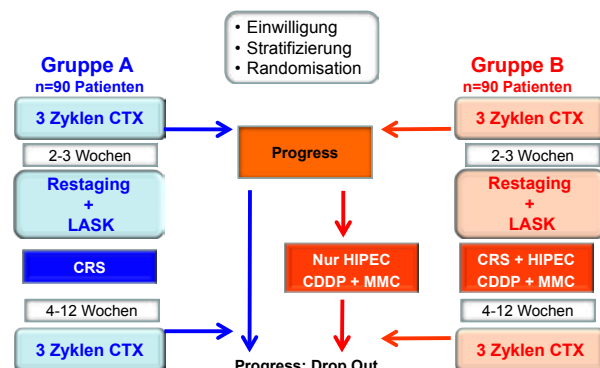 • Einwilligung
• Stratifizierung
• Randomisation
Gruppe A
n=90 Patienten
3 Zyklen CTX
2-3 Wochen
Restaging
+
LASK
CRS
4-12 Wochen
3 Zyklen CTX
Progress
Nur HIPEC
CDDP + MMC
Progress: Drop Out
Gruppe B
n=90 Patienten
3 Zyklen CTX
2-3 Wochen
Restaging
+
LASK
CRS + HIPEC
CDDP + MMC
4-12 Wochen
3 Zyklen CTX